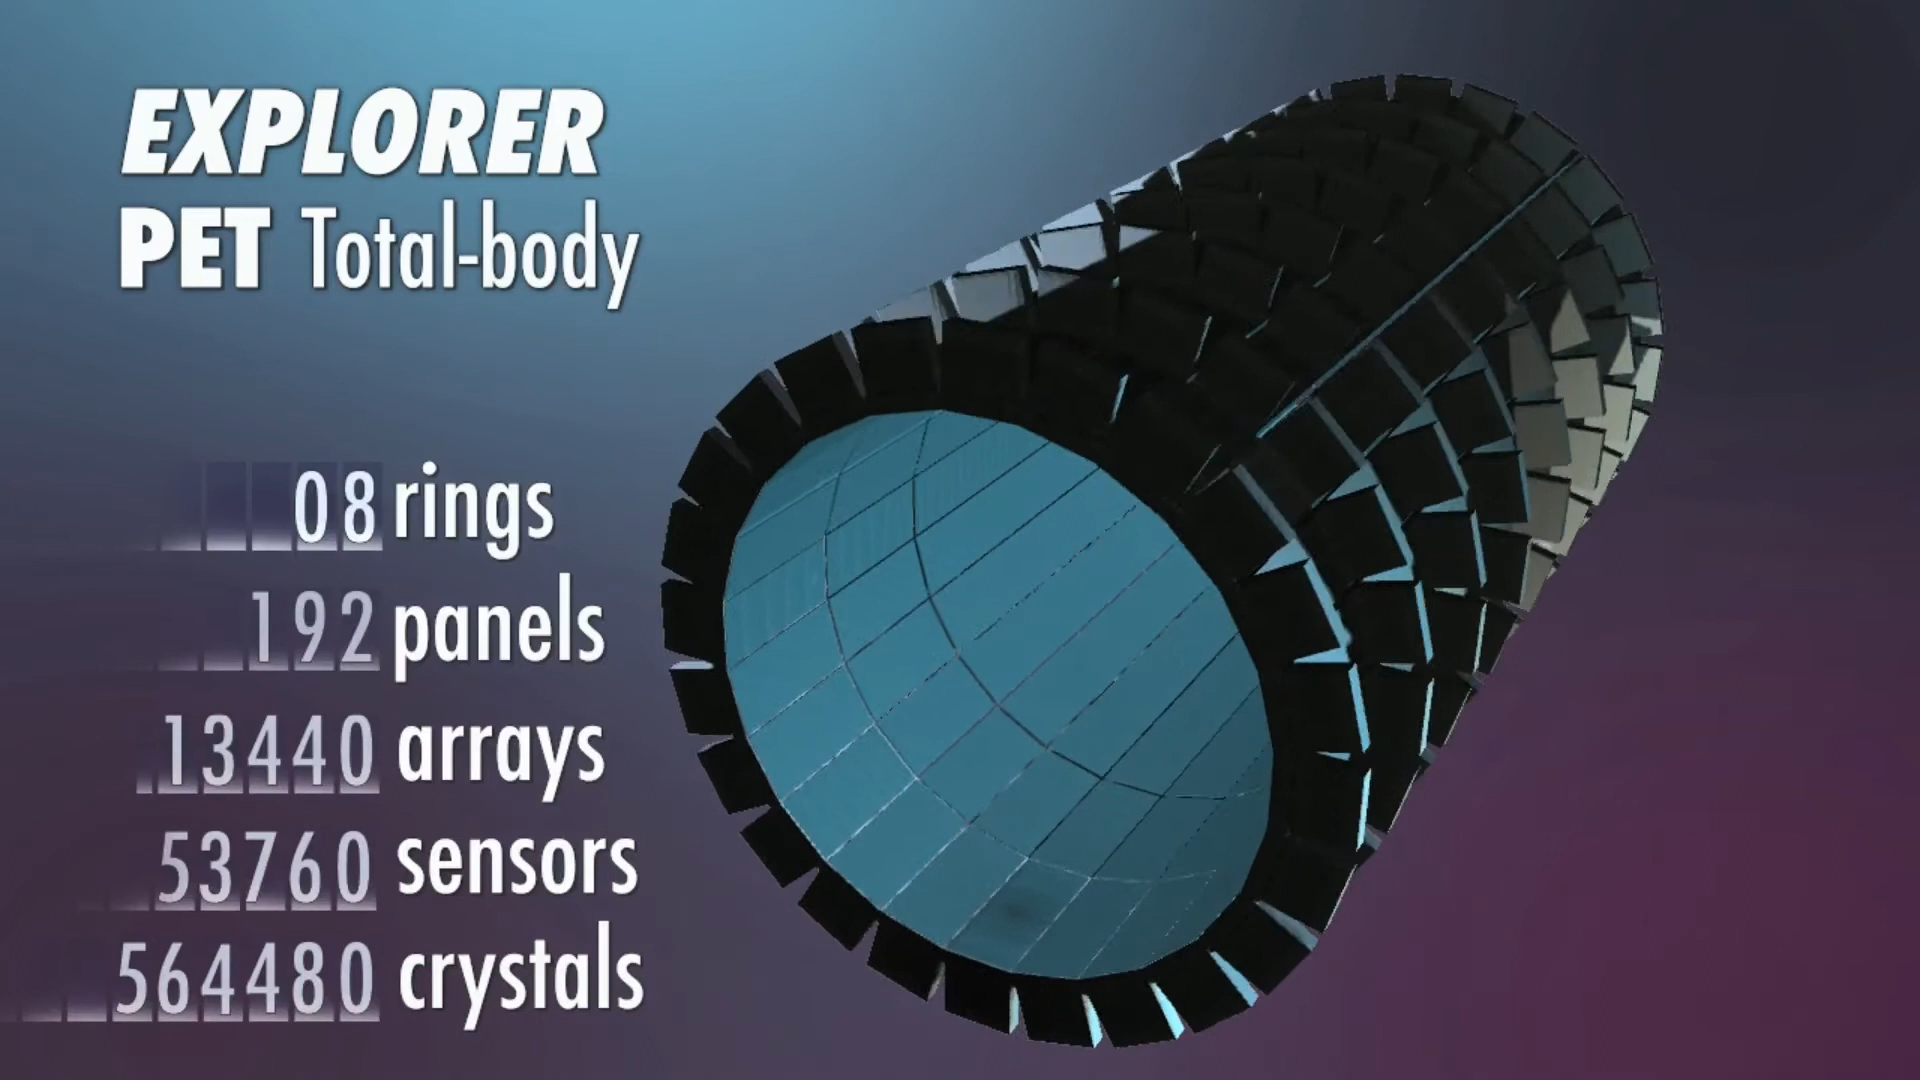 EXPLORER
PET Total-body
08 rings
192 panels
13440 arrays
53760 sensors
564480 crystals